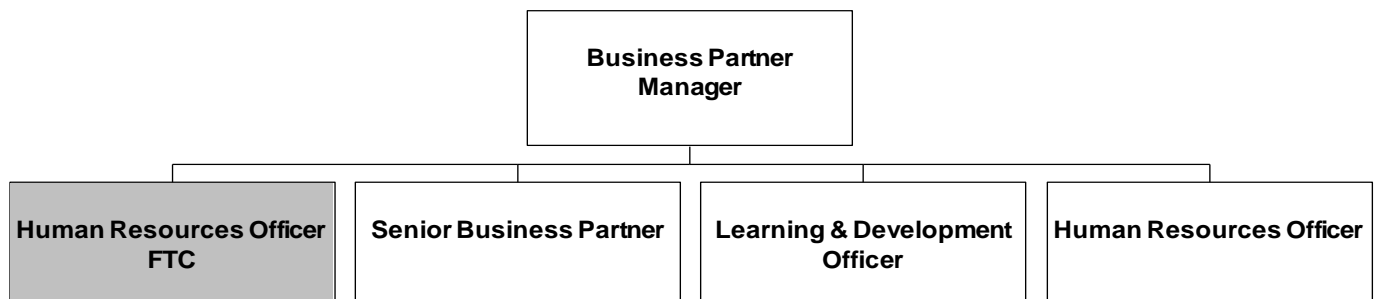 Business Partner
Manager
Human Resources Officer
FTC
Senior Business Partner
Learning & Development
Officer
Human Resources Officer